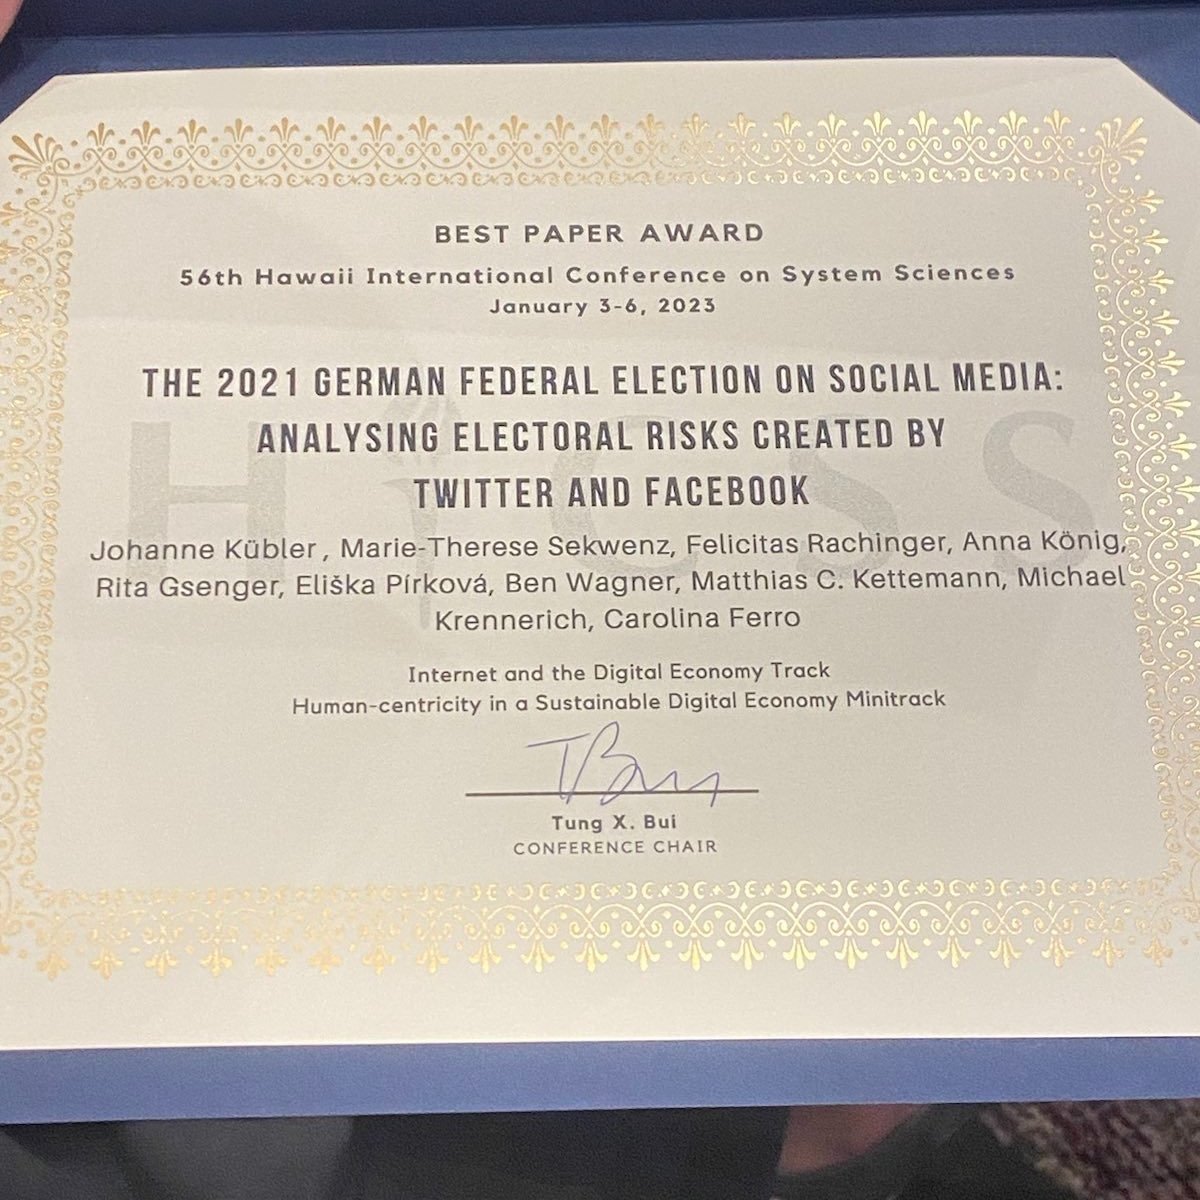 BEST PAPER AWARD
56th Hawaii International Conference on System Sciences
January 3-6, 2023
THE 2021 GERMAN FEDERAL ELECTION ON SOCIAL MEDIA:
ANALYSING ELECTORAL RISKS CREATED BY
TWITTER AND FACEBOOK
HICSS
Johanne Kübler, Marie-Therese Sekwenz, Felicitas Rachinger, Anna König,
Rita Gsenger, Eliška Pírková, Ben Wagner, Matthias C. Kettemann, Michael
Krennerich, Carolina Ferro
Internet and the Digital Economy Track
Human-centricity in a Sustainable Digital Economy Minitrack
TBuy
Tung X. Bui
CONFERENCE CHAIR